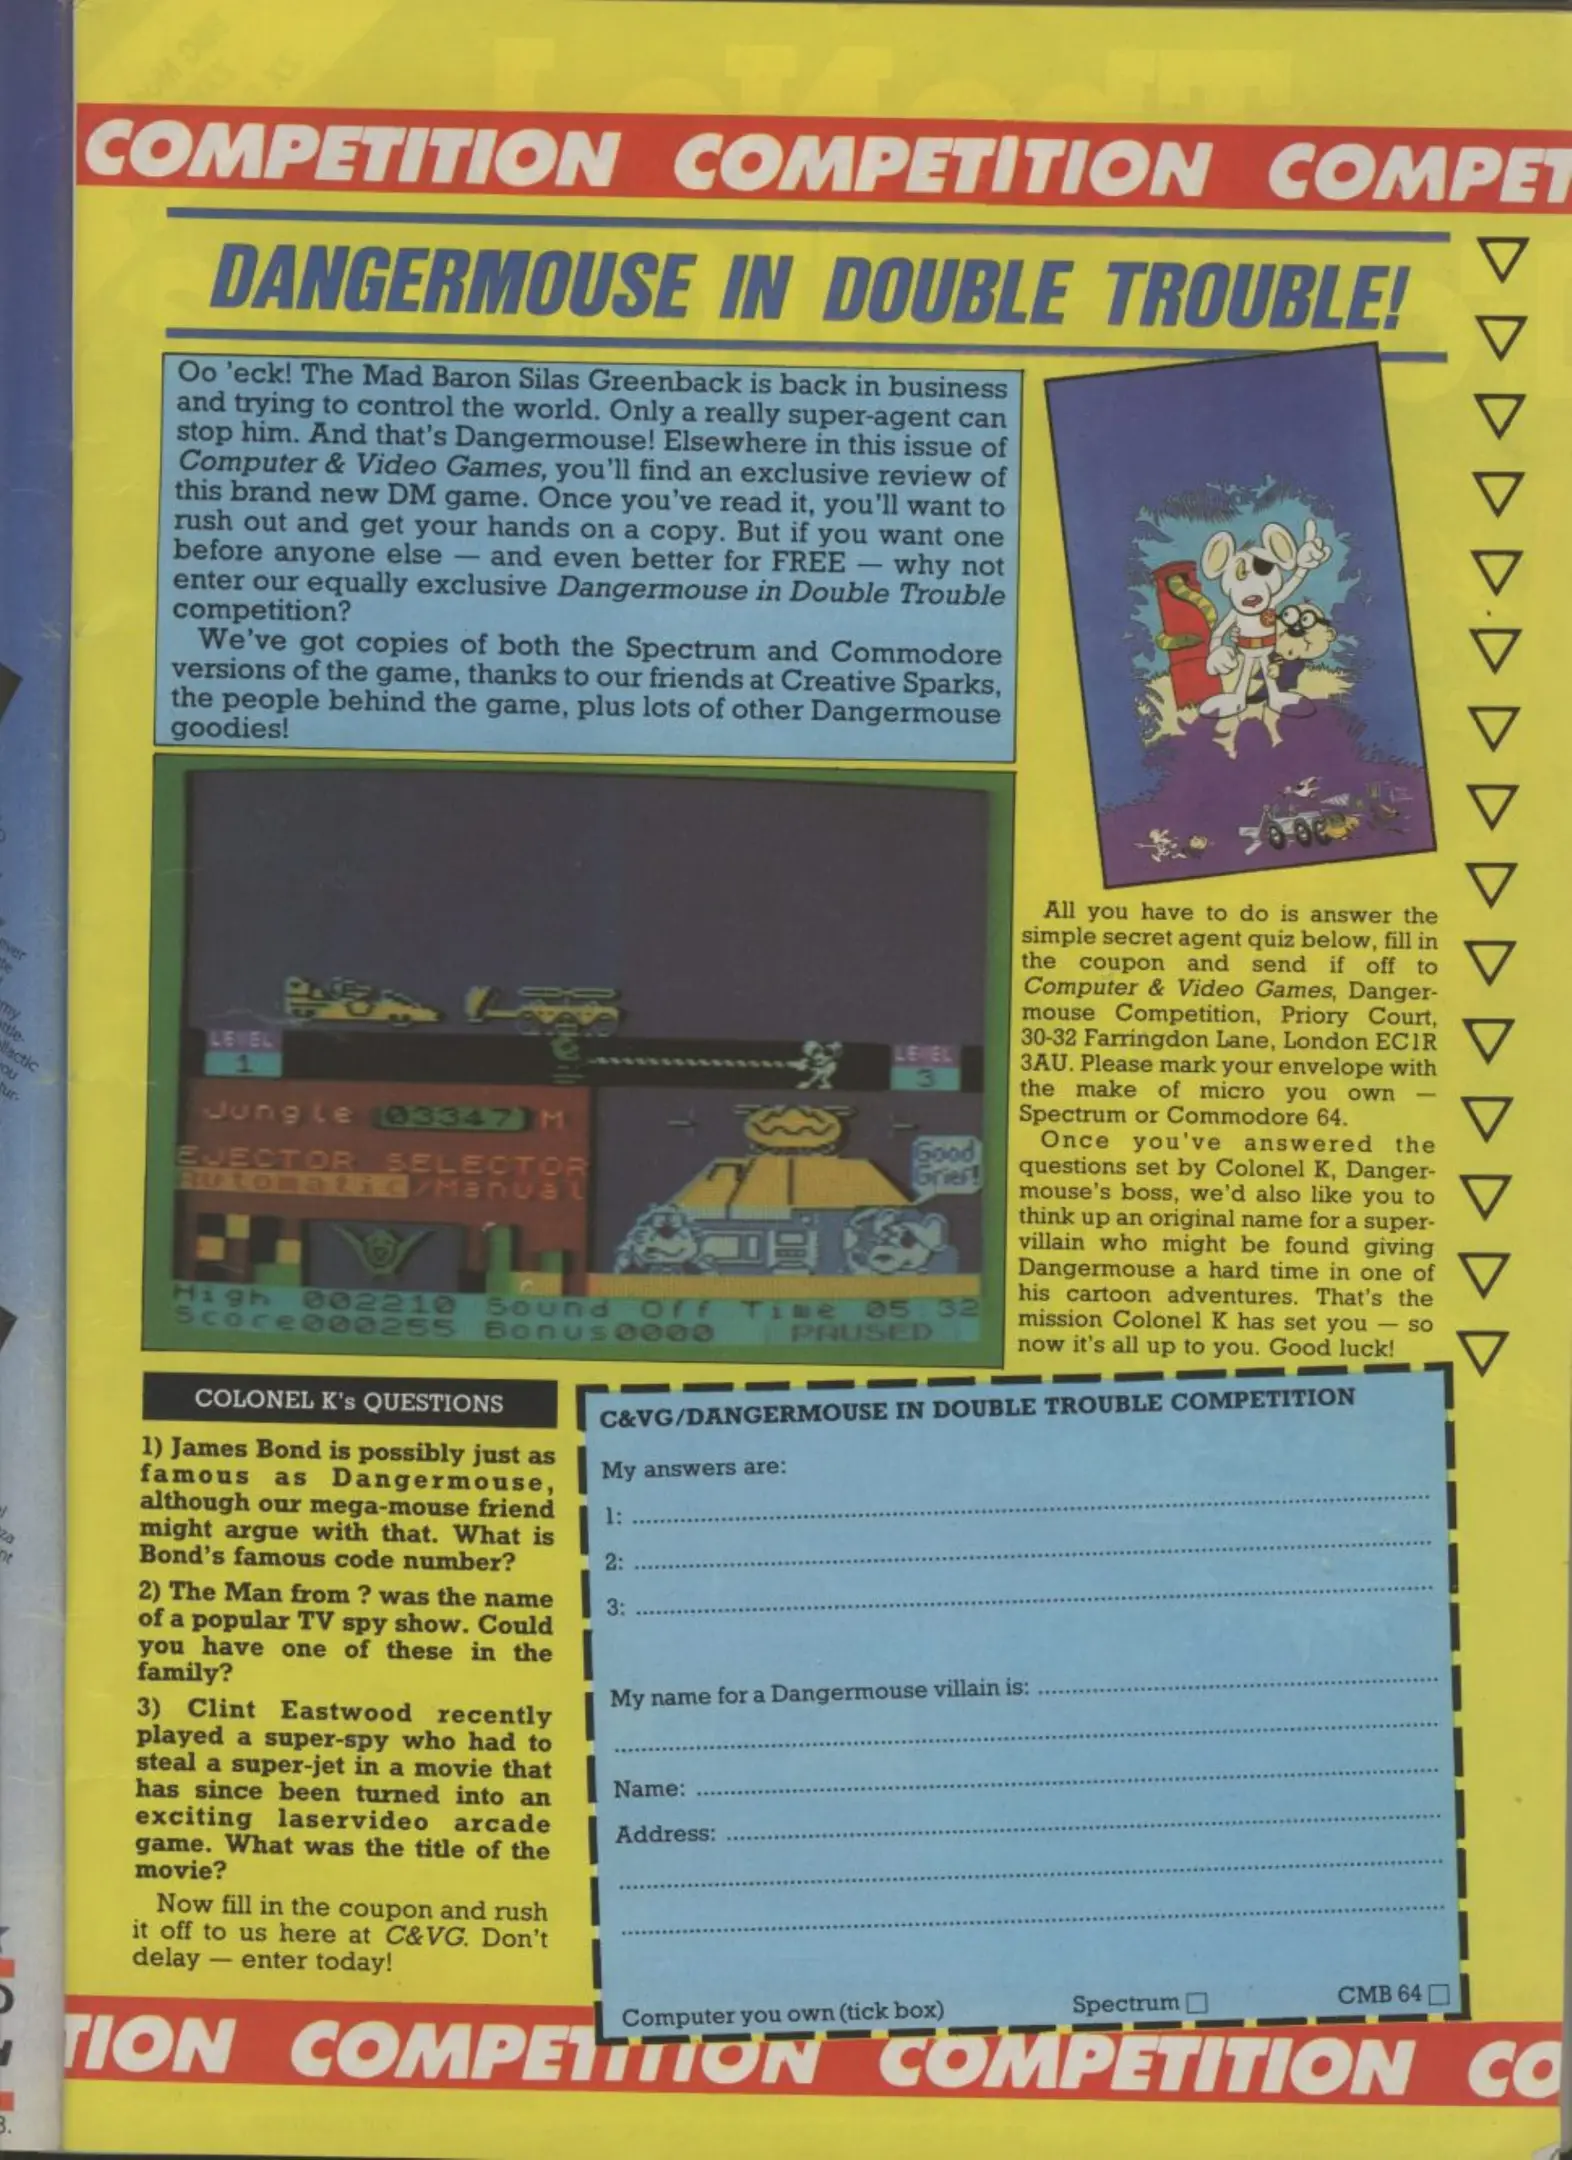 COMPETITION COMPETITION COMPET
DANGERMOUSE IN DOUBLE TROUBLE!
Oo 'eck! The Mad Baron Silas Greenback is back in business
and trying to control the world. Only a really super-agent can
stop him. And that's Dangermouse! Elsewhere in this issue of
Computer & Video Games, you'll find an exclusive review of
this brand new DM game. Once you've read it, you'll want to
rush out and get your hands on a copy. But if you want one
before anyone else — and even better for FREE — why not
enter our equally exclusive Dangermouse in Double Trouble
competition?
We've got copies of both the Spectrum and Commodore
versions of the game, thanks to our friends at Creative Sparks,
the people behind the game, plus lots of other Dangermouse
goodies!
LEVEL
1
LEVEL
3
Jungle 03347 M
EJECTOR SELECTOR
Automatic/Manual
Good
Grief!
High 002210 Sound Off Time 05:32
Score000255 Bonus0000 PAUSED
All you have to do is answer the
simple secret agent quiz below, fill in
the coupon and send if off to
Computer & Video Games, Danger-
mouse Competition, Priory Court,
30-32 Farringdon Lane, London EC1R
3AU. Please mark your envelope with
the make of micro you own —
Spectrum or Commodore 64.
Once you've answered the
questions set by Colonel K, Danger-
mouse's boss, we'd also like you to
think up an original name for a super-
villain who might be found giving
Dangermouse a hard time in one of
his cartoon adventures. That's the
mission Colonel K has set you — so
now it's all up to you. Good luck!
COLONEL K's QUESTIONS
1) James Bond is possibly just as
famous as Dangermouse,
although our mega-mouse friend
might argue with that. What is
Bond's famous code number?
2) The Man from ? was the name
of a popular TV spy show. Could
you have one of these in the
family?
3) Clint Eastwood recently
played a super-spy who had to
steal a super-jet in a movie that
has since been turned into an
exciting laservideo arcade
game. What was the title of the
movie?
Now fill in the coupon and rush
it off to us here at C&VG. Don't
delay — enter today!
C&VG/DANGERMOUSE IN DOUBLE TROUBLE COMPETITION
My answers are:
1:
2:
3:
My name for a Dangermouse villain is:
Name:
Address:
Computer you own (tick box) Spectrum CMB 64
TION COMPETITION COMPETITION CO